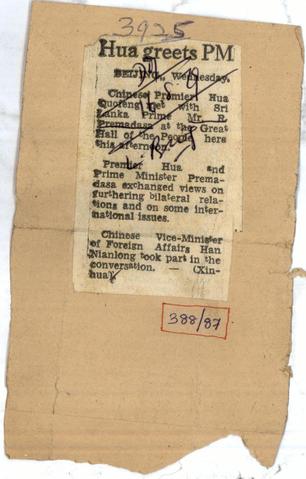 3925
Hua greets PM
BEIJING, Wednesday.
Chinese Premier Hua
Quofeng met with Sri
Lanka Prime Mr. R.
Premadasa at the Great
Hall of the People here
this afternoon.
Premier Hua and
Prime Minister Prema-
dasa exchanged views on
furthering bilateral rela-
tions and on some inter-
national issues.
Chinese Vice-Minister
of Foreign Affairs Han
Nianlong took part in the
conversation. — (Xin-
hua).
388/87